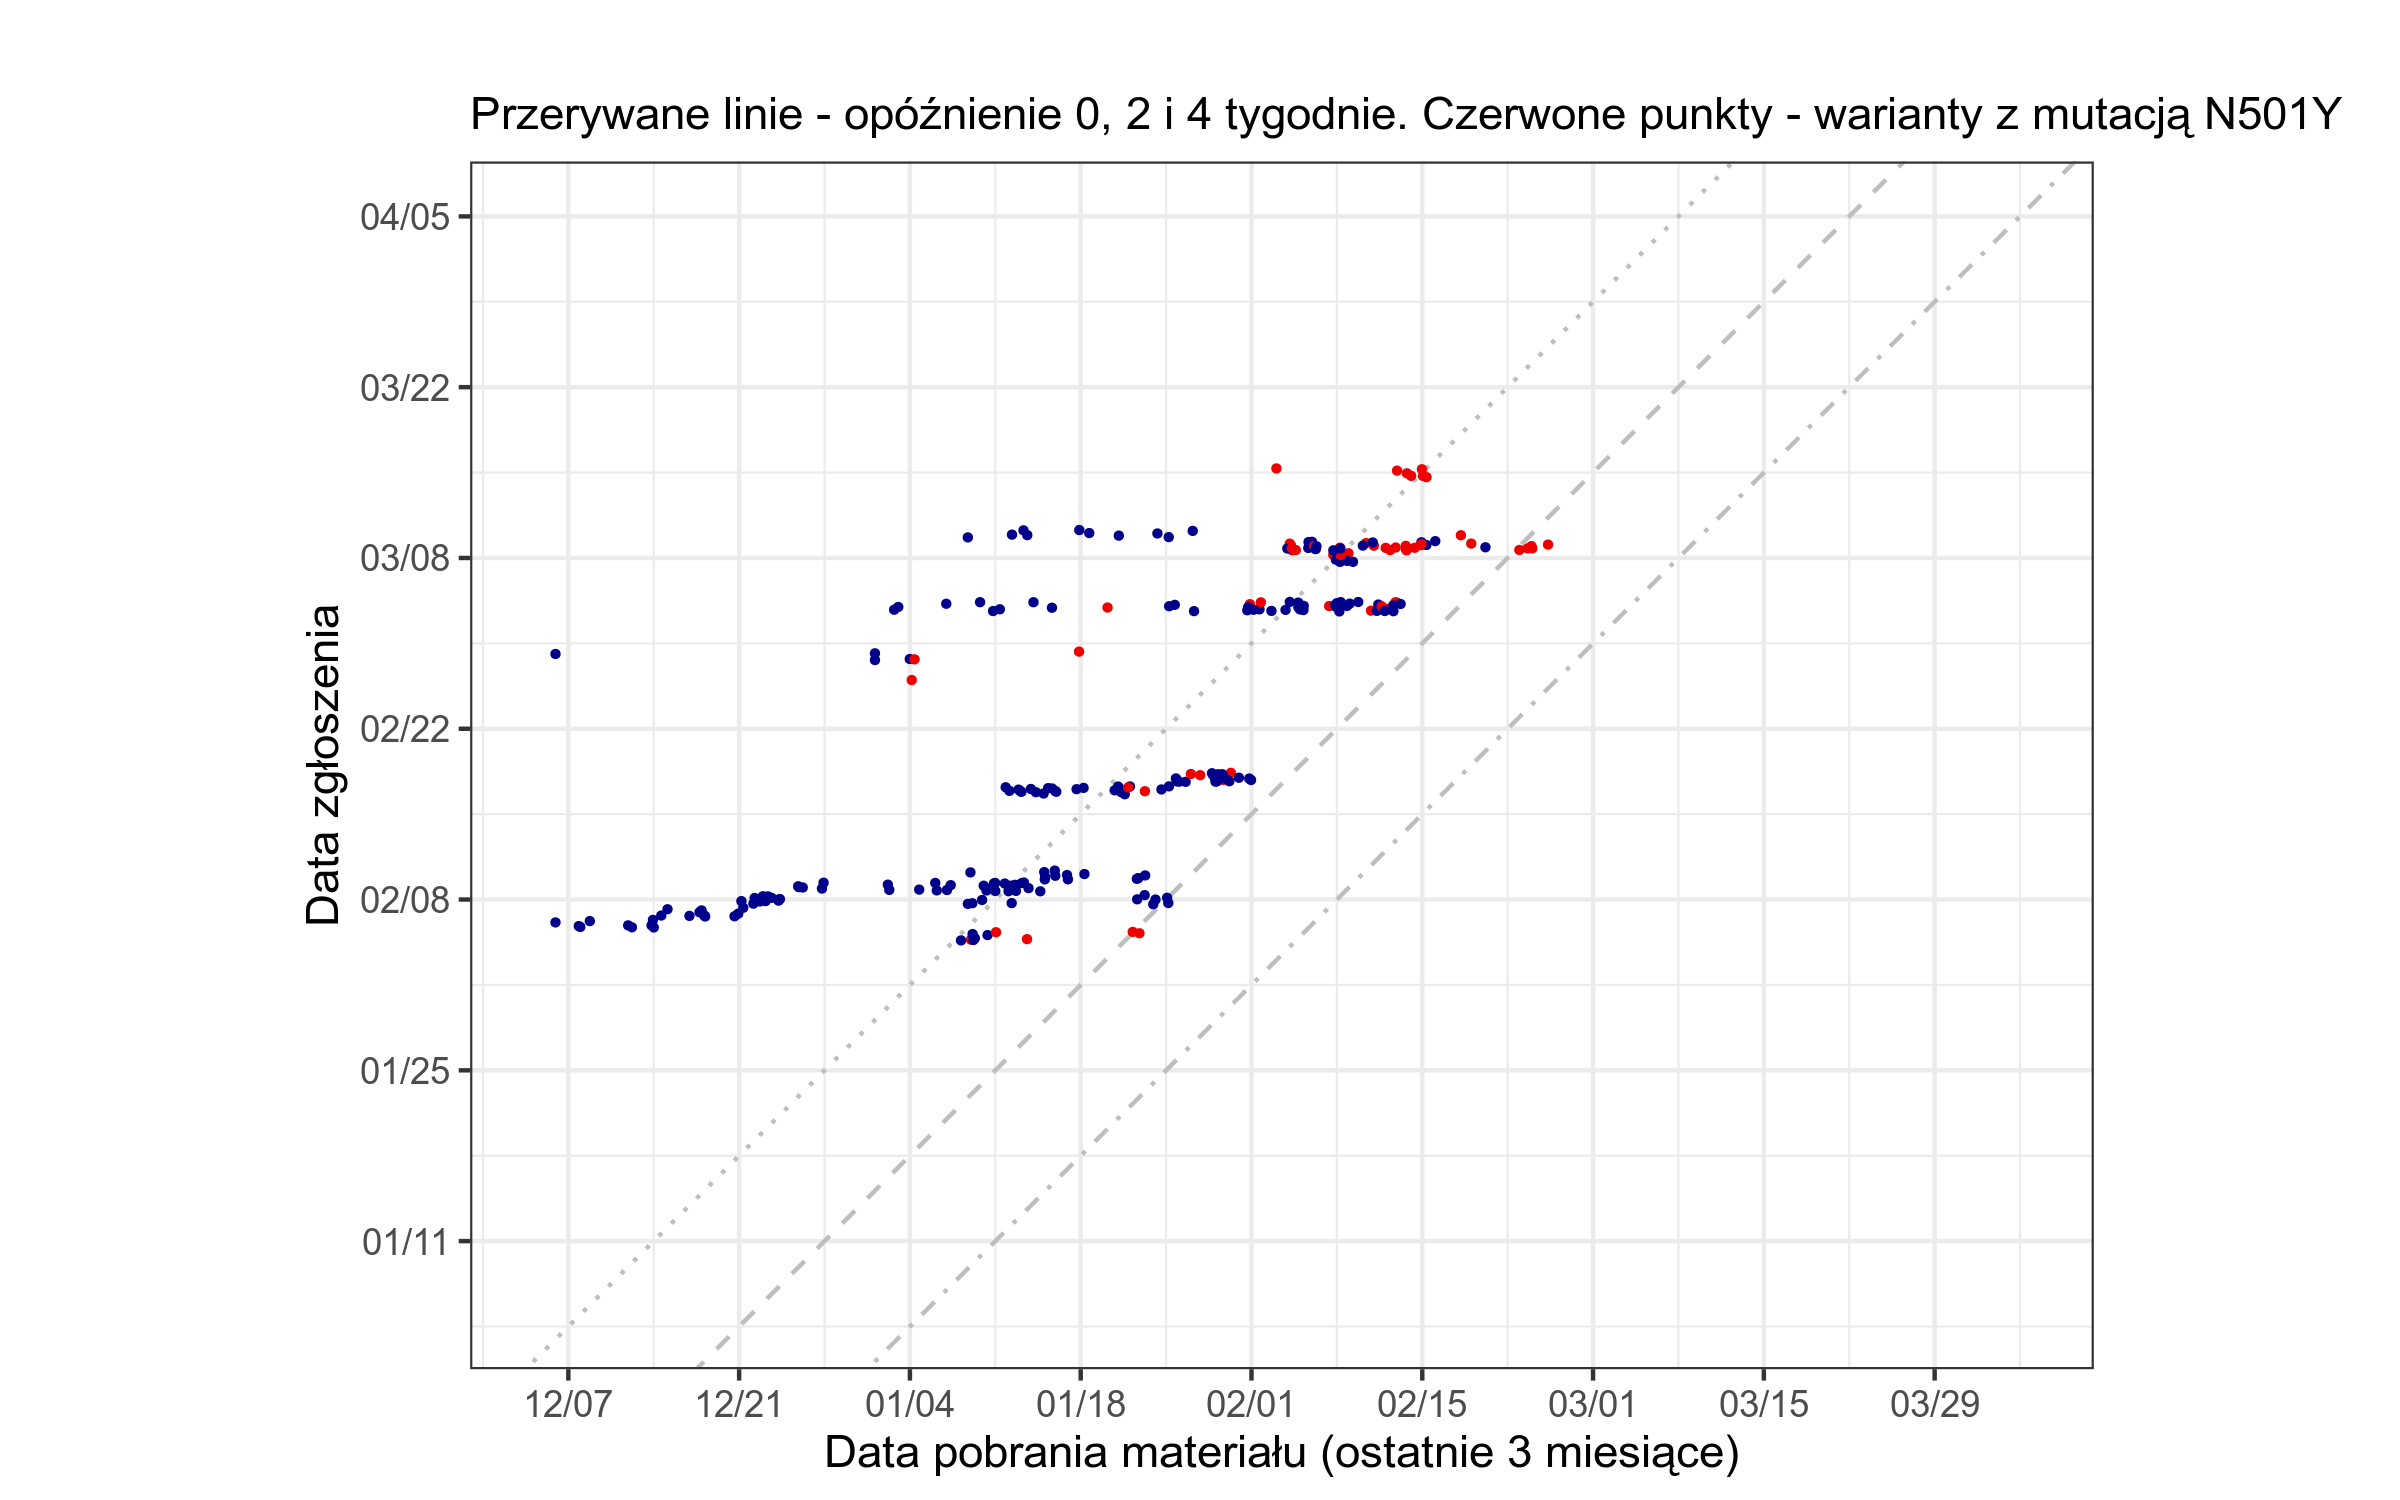 Przerywane linie - opóźnienie 0, 2 i 4 tygodnie. Czerwone punkty - warianty z mutacją N501Y
Data zgłoszenia
04/05
03/22
03/08
02/22
02/08
01/25
01/11
12/07 12/21 01/04 01/18 02/01 02/15 03/01 03/15 03/29
Data pobrania materiału (ostatnie 3 miesiące)